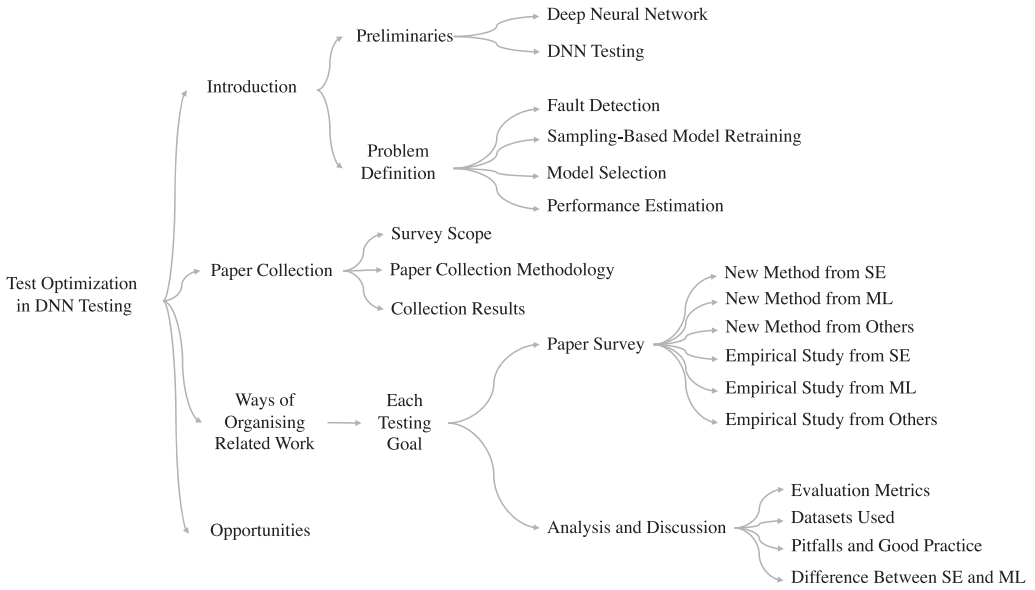 Deep Neural Network
Preliminaries
DNN Testing
Introduction
Fault Detection
Sampling-Based Model Retraining
Problem
Definition
Model Selection
Performance Estimation
Survey Scope
Paper Collection
Paper Collection Methodology
Collection Results
Test Optimization
in DNN Testing
New Method from SE
New Method from ML
New Method from Others
Paper Survey
Empirical Study from SE
Empirical Study from ML
Empirical Study from Others
Ways of
Organising
Related Work
Each
Testing
Goal
Opportunities
Analysis and Discussion
Evaluation Metrics
Datasets Used
Pitfalls and Good Practice
Difference Between SE and ML